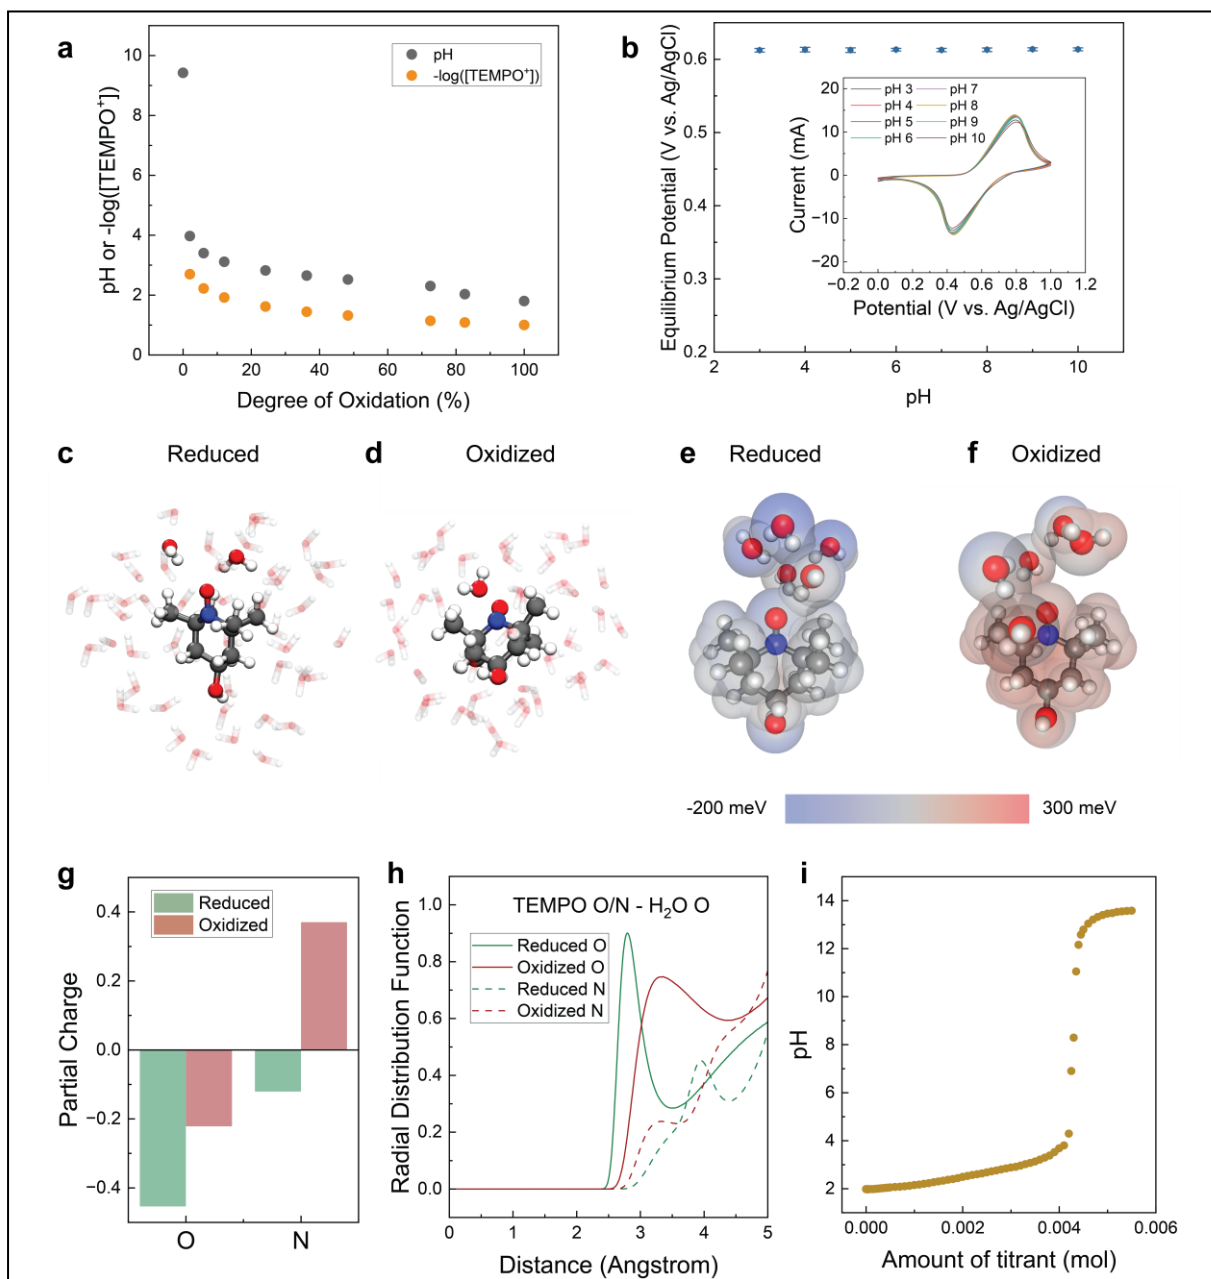 a
pH or -log([TEMPO⁺])
10
8
6
4
2
0
pH
-log([TEMPO⁺])
0 20 40 60 80 100
Degree of Oxidation (%)
b
Equilibrium Potential (V vs. Ag/AgCl)
0.6
0.5
0.4
0.3
0.2
2 4 6 8 10
pH
Current (mA)
20
10
0
−10
−20
pH 3 pH 7
pH 4 pH 8
pH 5 pH 9
pH 6 pH 10
−0.2 0.0 0.2 0.4 0.6 0.8 1.0 1.2
Potential (V vs. Ag/AgCl)
c Reduced
d Oxidized
e Reduced
f Oxidized
-200 meV 300 meV
g
Partial Charge
0.4
0.2
0.0
−0.2
−0.4
Reduced
Oxidized
O N
h
Radial Distribution Function
1.0
0.8
0.6
0.4
0.2
0.0
TEMPO O/N - H₂O O
Reduced O
Oxidized O
Reduced N
Oxidized N
0 1 2 3 4 5
Distance (Angstrom)
i
pH
14
12
10
8
6
4
2
0.000 0.002 0.004 0.006
Amount of titrant (mol)